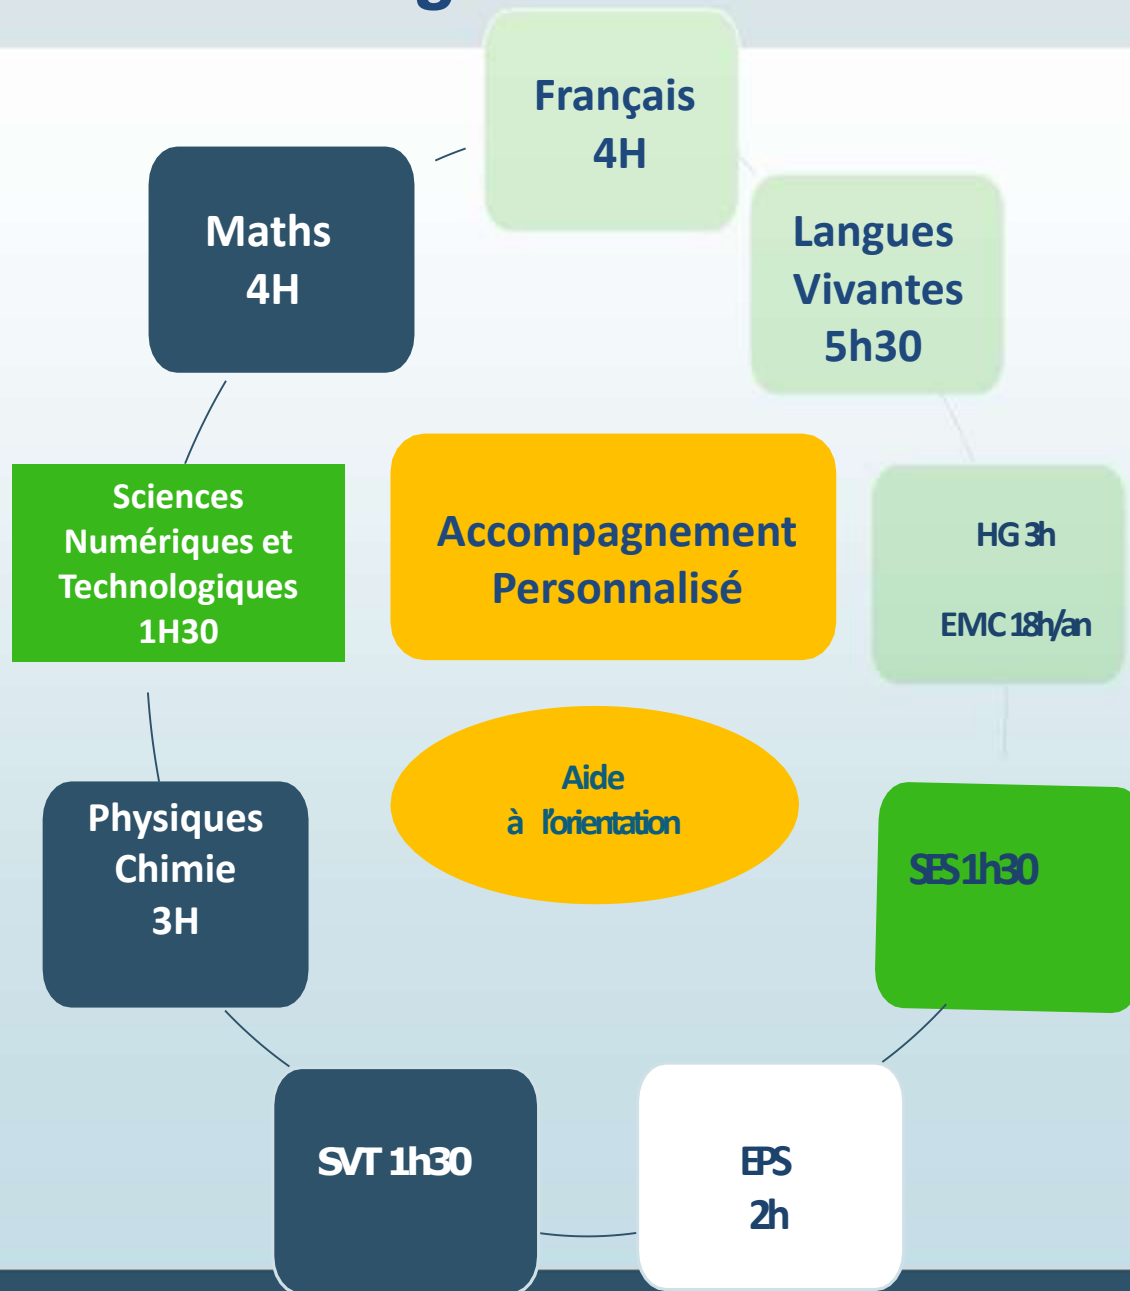 Français
4H
Maths
4H
Langues
Vivantes
5h30
Sciences
Numériques et
Technologiques
1H30
Accompagnement
Personnalisé
HG 3h
EMC 18h/an
Aide
à l'orientation
Physiques
Chimie
3H
SES 1h30
SVT 1h30
EPS
2h